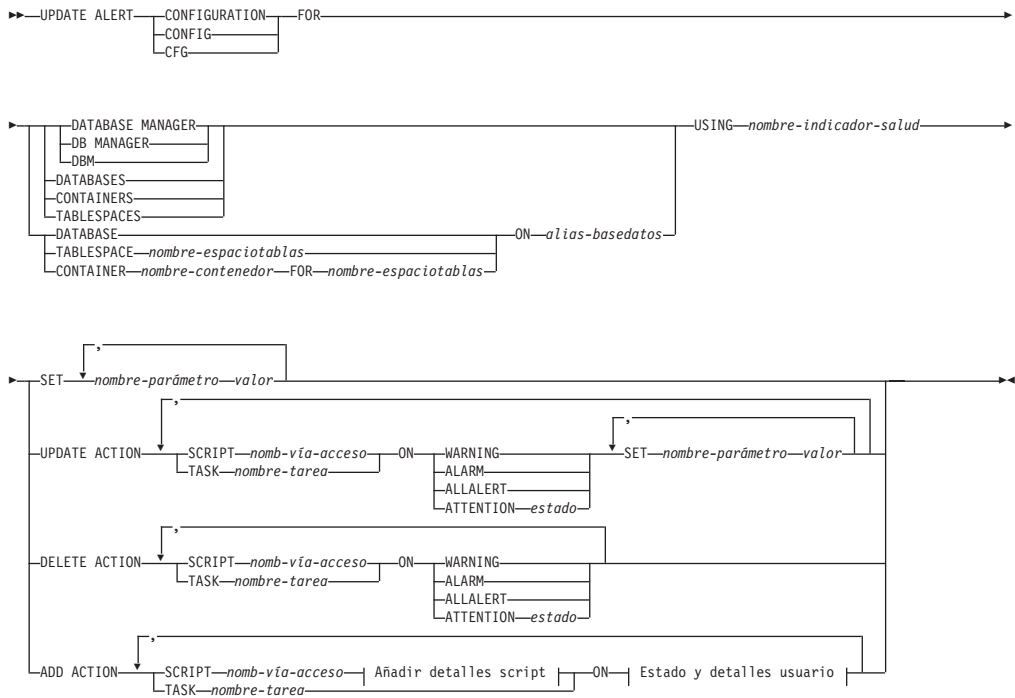 UPDATE ALERT CONFIGURATION FOR
CONFIG
CFG
DATABASE MANAGER USING nombre-indicador-salud
DB MANAGER
DBM
DATABASES
CONTAINERS
TABLESPACES
DATABASE ON alias-basedatos
TABLESPACE nombre-espaciotablas
CONTAINER nombre-contenedor FOR nombre-espaciotablas
,
SET nombre-parámetro valor
,
,
UPDATE ACTION SCRIPT nomb-vía-acceso ON WARNING SET nombre-parámetro valor
TASK nombre-tarea ALARM
ALLALERT
ATTENTION estado
,
DELETE ACTION SCRIPT nomb-vía-acceso ON WARNING
TASK nombre-tarea ALARM
ALLALERT
ATTENTION estado
,
ADD ACTION SCRIPT nomb-vía-acceso Añadir detalles script ON Estado y detalles usuario
TASK nombre-tarea